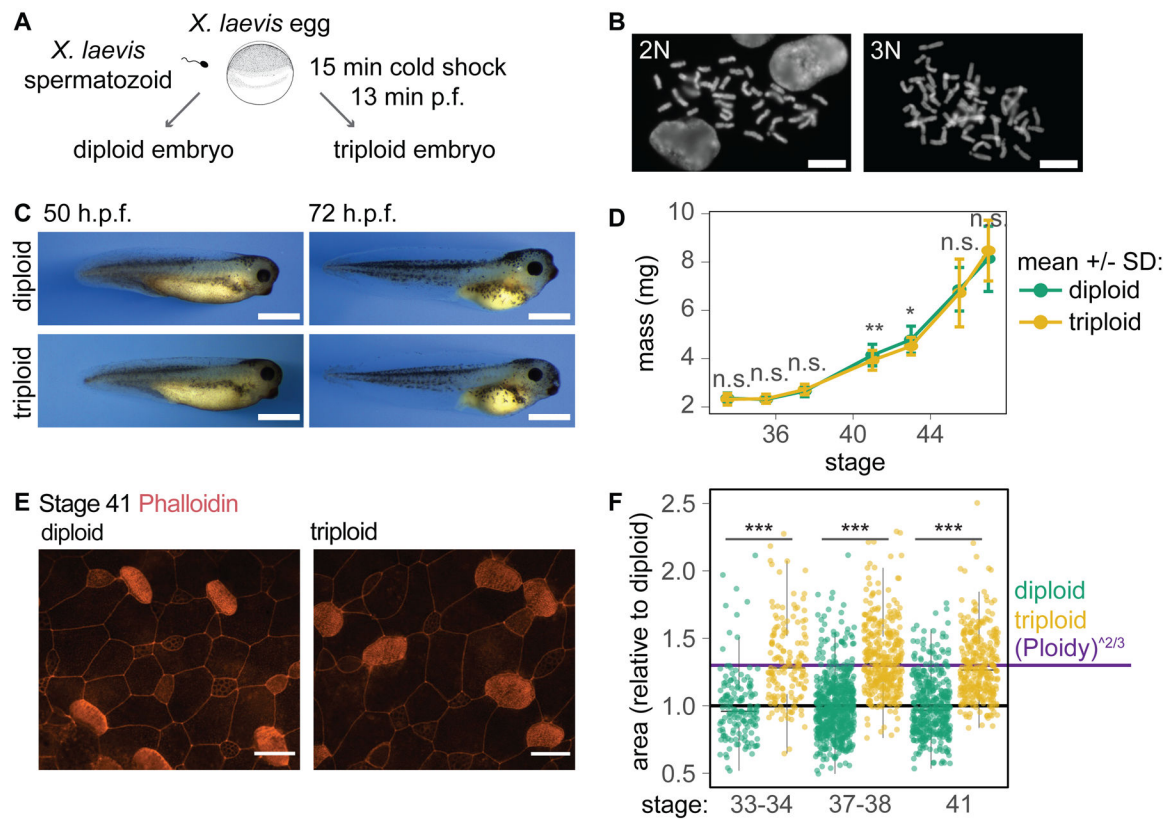 A
X. laevis egg
X. laevis
spermatozoid
15 min cold shock
13 min p.f.
diploid embryo
triploid embryo
B
2N
3N
C 50 h.p.f.
72 h.p.f.
diploid
triploid
D
10
8
6
4
2
mass (mg)
n.s.
n.s.
n.s.
**
*
n.s.
n.s.
36
40
44
stage
mean +/- SD:
diploid
triploid
E Stage 41 Phalloidin
diploid
triploid
F
2.5
2.0
1.5
1.0
0.5
area (relative to diploid)
***
***
***
diploid
triploid
(Ploidy)^2/3
stage: 33-34 37-38 41